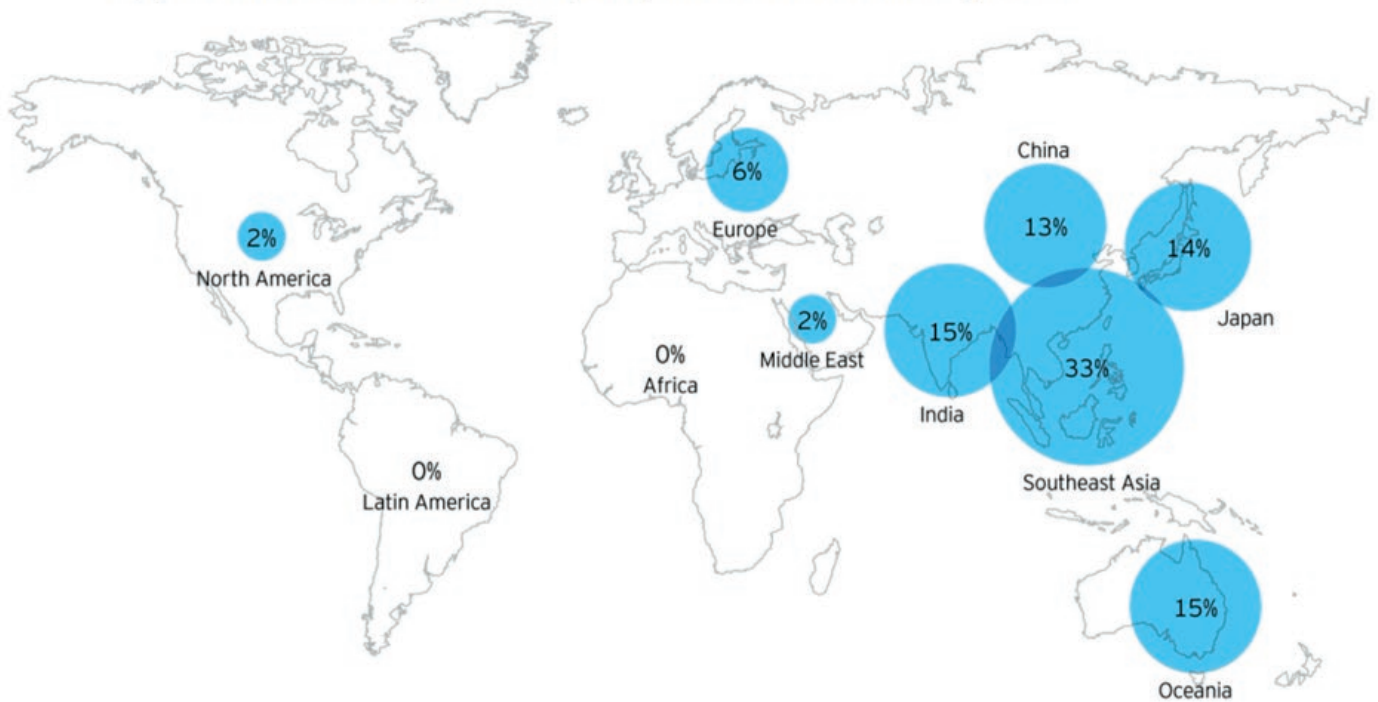 China
6%
13%
14%
2%
Europe
North America
Japan
2%
15%
0%
Middle East
33%
Africa
India
0%
Southeast Asia
Latin America
15%
Oceania